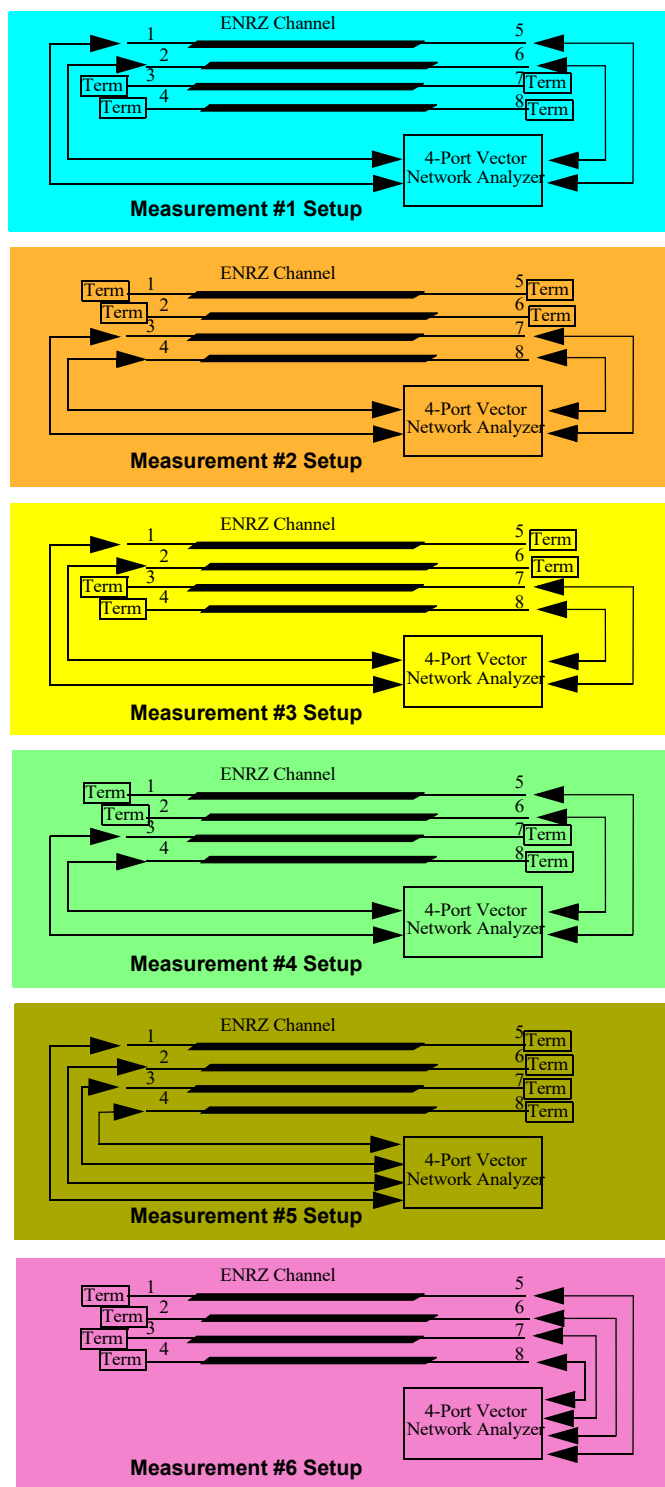 ENRZ Channel
1 5
2 6
Term 3 7 Term
Term 4 8 Term
4-Port Vector
Network Analyzer
Measurement #1 Setup
ENRZ Channel
Term 1 5 Term
Term 2 6 Term
3 7
4 8
4-Port Vector
Network Analyzer
Measurement #2 Setup
ENRZ Channel
1 5 Term
2 6 Term
Term 3 7
Term 4 8
4-Port Vector
Network Analyzer
Measurement #3 Setup
ENRZ Channel
Term 1 5
Term 2 6
3 7 Term
4 8 Term
4-Port Vector
Network Analyzer
Measurement #4 Setup
ENRZ Channel
1 5 Term
2 6 Term
3 7 Term
4 8 Term
4-Port Vector
Network Analyzer
Measurement #5 Setup
ENRZ Channel
Term 1 5
Term 2 6
Term 3 7
Term 4 8
4-Port Vector
Network Analyzer
Measurement #6 Setup